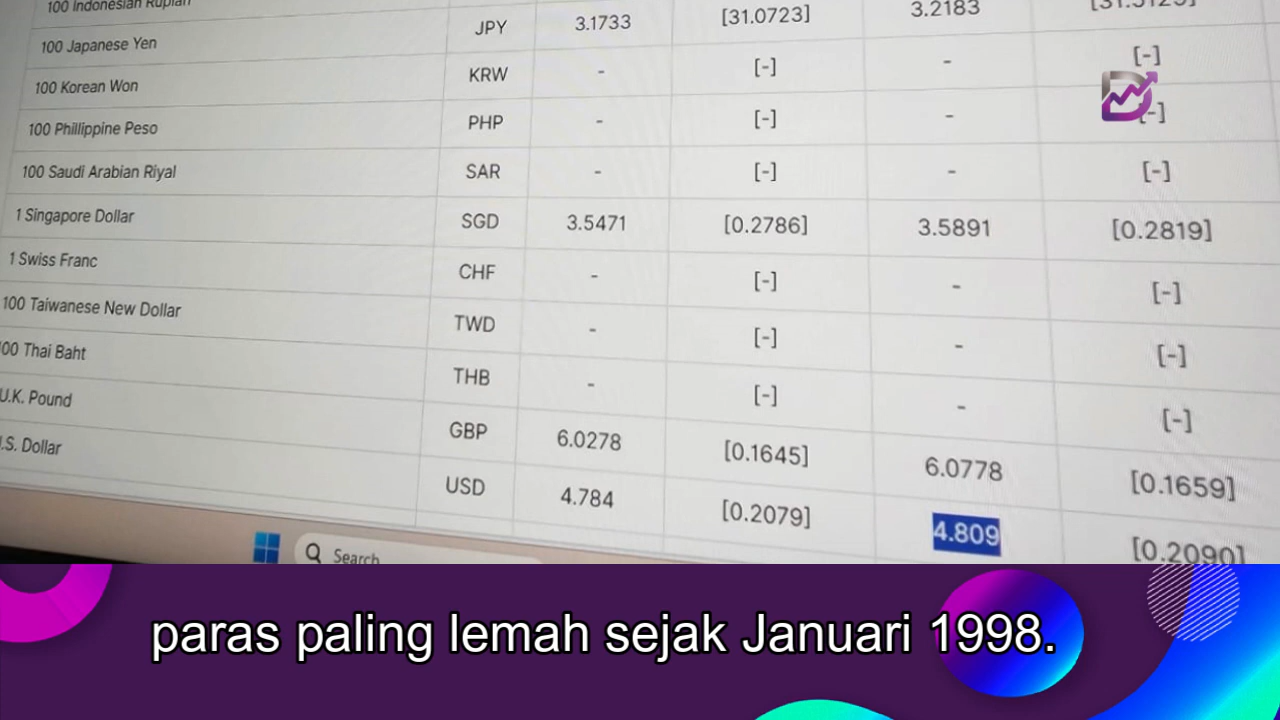 100 Indonesian Rupiah
100 Japanese Yen JPY 3.1733 [31.0723] 3.2183
100 Korean Won KRW - [-] - [-]
100 Phillippine Peso PHP - [-] - [-]
100 Saudi Arabian Riyal SAR - [-] - [-]
1 Singapore Dollar SGD 3.5471 [0.2786] 3.5891 [0.2819]
1 Swiss Franc CHF - [-] - [-]
100 Taiwanese New Dollar TWD - [-] - [-]
00 Thai Baht THB - [-] - [-]
U.K. Pound GBP 6.0278 [0.1645] 6.0778 [0.1659]
.S. Dollar USD 4.784 [0.2079] 4.809 [0.2090]
Search
paras paling lemah sejak Januari 1998.